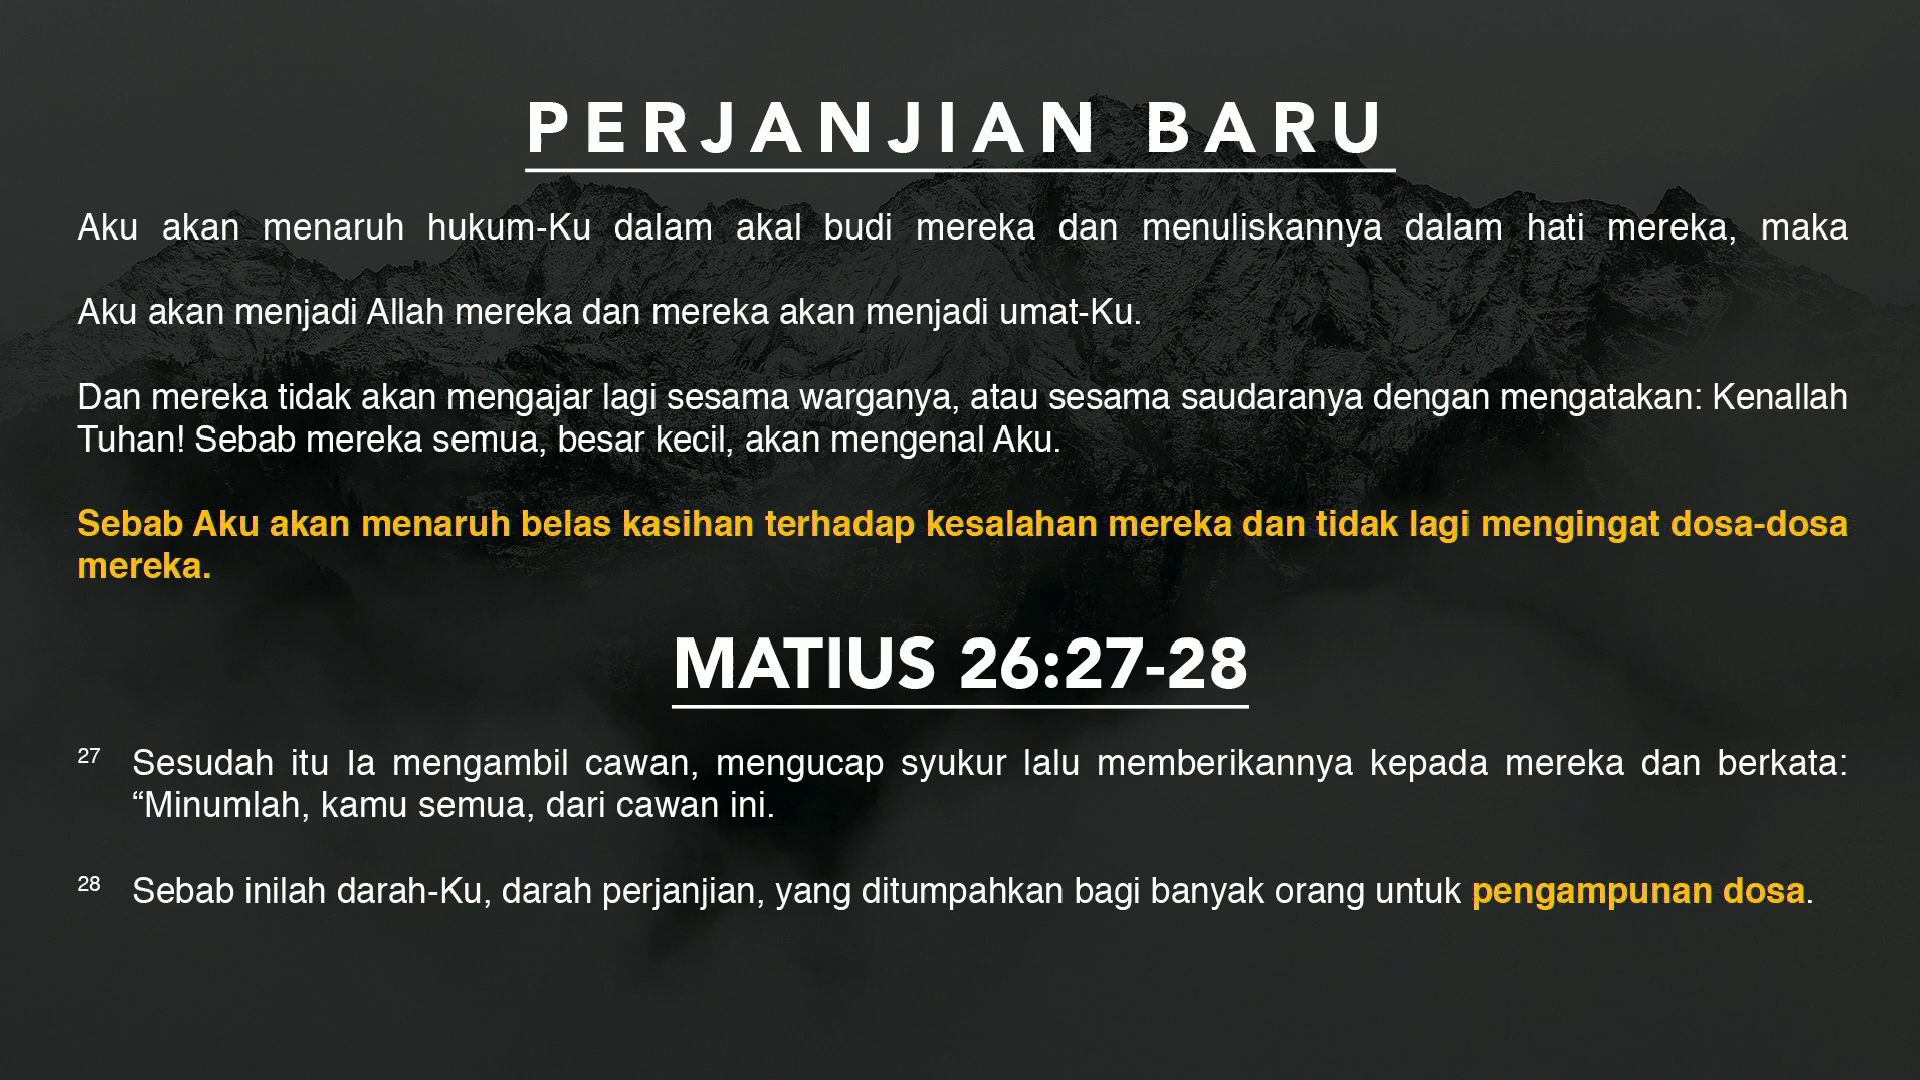 PERJANJIAN BARU
Aku akan menaruh hukum-Ku dalam akal budi mereka dan menuliskannya dalam hati mereka, maka
Aku akan menjadi Allah mereka dan mereka akan menjadi umat-Ku.
Dan mereka tidak akan mengajar lagi sesama warganya, atau sesama saudaranya dengan mengatakan: Kenallah
Tuhan! Sebab mereka semua, besar kecil, akan mengenal Aku.
Sebab Aku akan menaruh belas kasihan terhadap kesalahan mereka dan tidak lagi mengingat dosa-dosa
mereka.
MATIUS 26:27-28
27 Sesudah itu Ia mengambil cawan, mengucap syukur lalu memberikannya kepada mereka dan berkata:
“Minumlah, kamu semua, dari cawan ini.
28 Sebab inilah darah-Ku, darah perjanjian, yang ditumpahkan bagi banyak orang untuk pengampunan dosa.